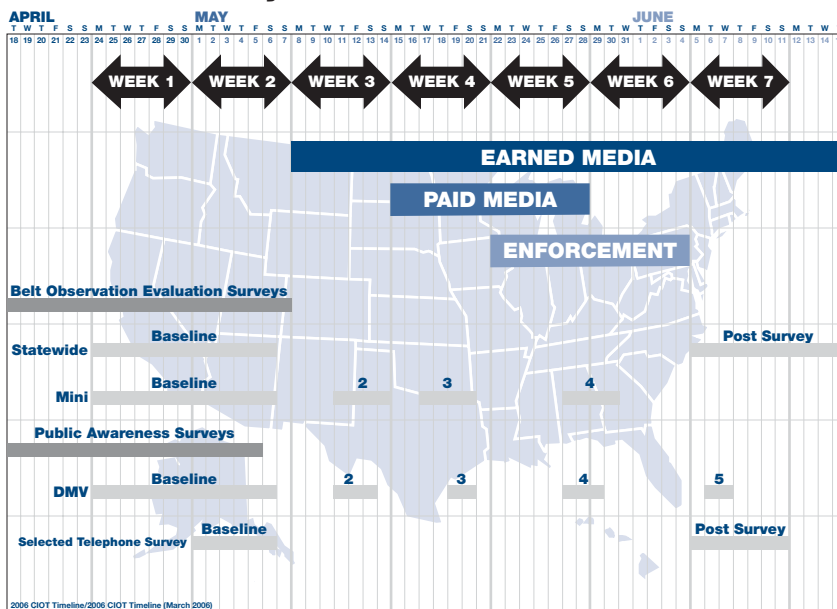 APRIL MAY JUNE
T W T F S S M T W T F S S M T W T F S S M T W T F S S M T W T F S S M T W T F S S M T W T F S S M T W T F S S M T W
18 19 20 21 22 23 24 25 26 27 28 29 30 1 2 3 4 5 6 7 8 9 10 11 12 13 14 15 16 17 18 19 20 21 22 23 24 25 26 27 28 29 30 31 1 2 3 4 5 6 7 8 9 10 11 12 13 14
WEEK 1 WEEK 2 WEEK 3 WEEK 4 WEEK 5 WEEK 6 WEEK 7
EARNED MEDIA
PAID MEDIA
ENFORCEMENT
Belt Observation Evaluation Surveys
Statewide Baseline Post Survey
Mini Baseline 2 3 4
Public Awareness Surveys
DMV Baseline 2 3 4 5
Selected Telephone Survey Baseline Post Survey
2006 CIOT Timeline/2006 CIOT Timeline (March 2006)